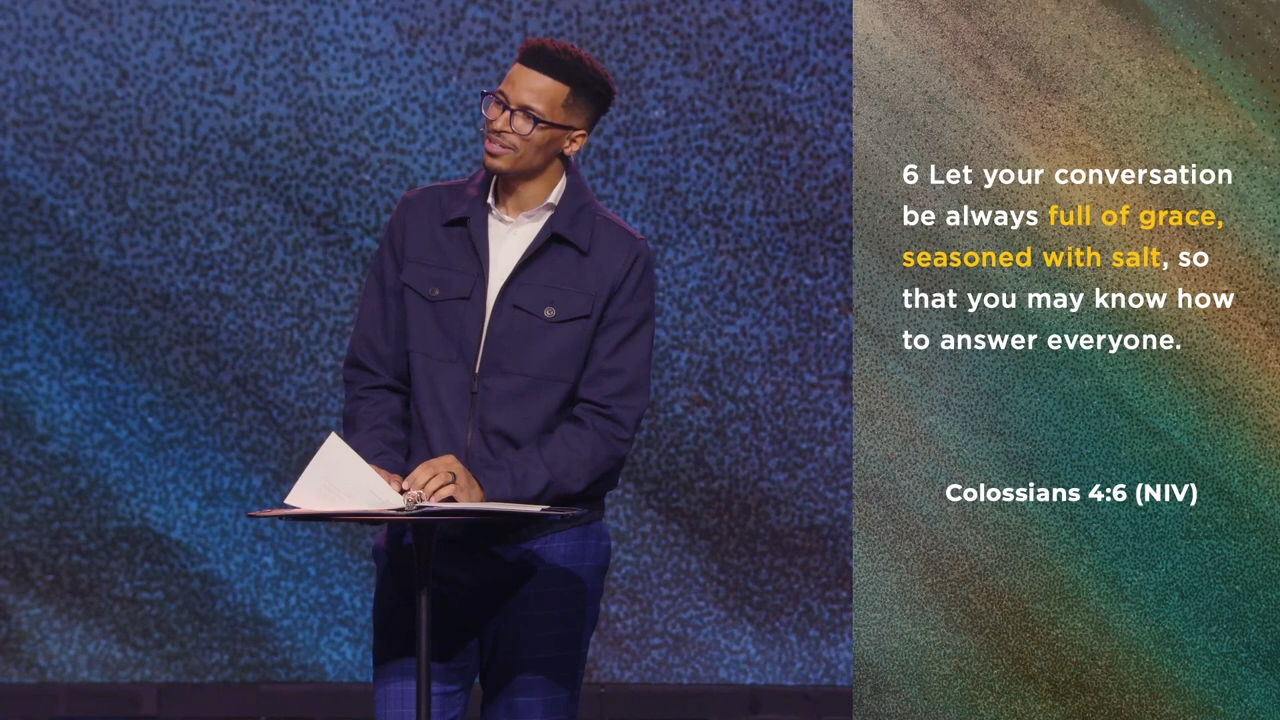 6 Let your conversation
be always full of grace,
seasoned with salt, so
that you may know how
to answer everyone.
Colossians 4:6 (NIV)